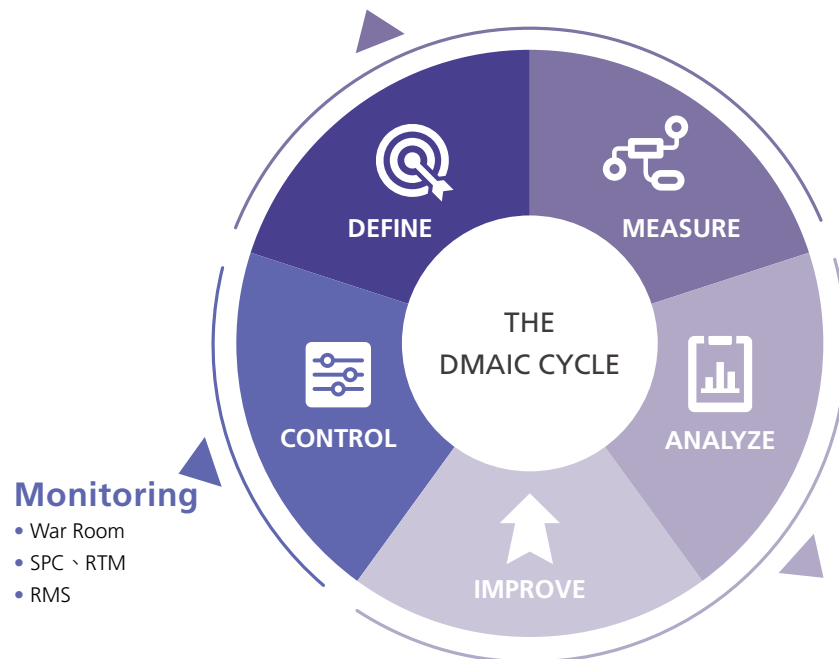 DEFINE
MEASURE
THE
DMAIC CYCLE
CONTROL
ANALYZE
IMPROVE
Monitoring
• War Room
• SPC、RTM
• RMS